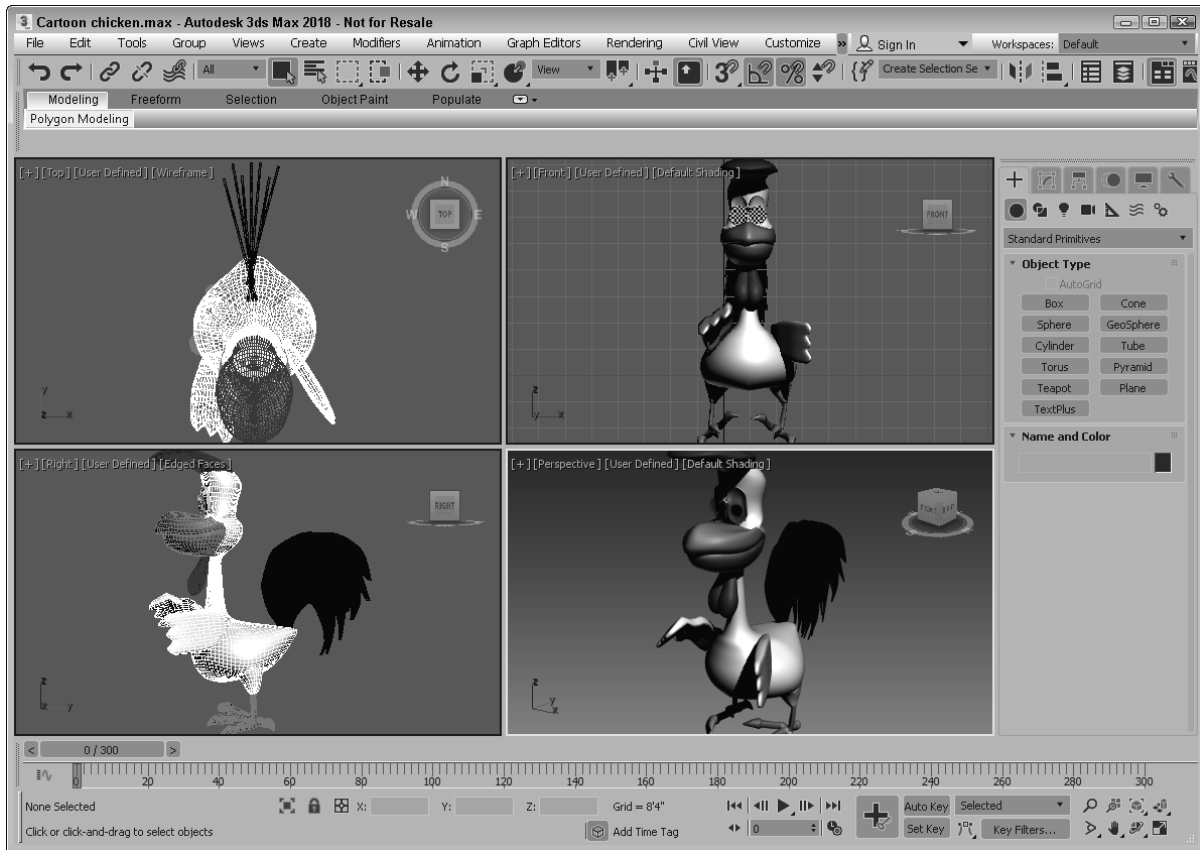 Cartoon chicken.max - Autodesk 3ds Max 2018 - Not for Resale
File Edit Tools Group Views Create Modifiers Animation Graph Editors Rendering Civil View Customize » Sign In Workspaces: Default
All View 3 Create Selection Se
Modeling Freeform Selection Object Paint Populate
Polygon Modeling
[+] [Top] [User Defined] [Wireframe]
N
W TOP E
S
y
z x
[+] [Front] [User Defined] [Default Shading]
FRONT
z
y x
Standard Primitives
Object Type
AutoGrid
Box Cone
Sphere GeoSphere
Cylinder Tube
Torus Pyramid
Teapot Plane
TextPlus
Name and Color
[+] [Right] [User Defined] [Edged Faces]
RIGHT
z
x y
[+] [Perspective] [User Defined] [Default Shading]
z
y
x
< 0 / 300 >
0 20 40 60 80 100 120 140 160 180 200 220 240 260 280 300
None Selected X: Y: Z: Grid = 8'4" Auto Key Selected
Click or click-and-drag to select objects Add Time Tag 0 Set Key Key Filters...